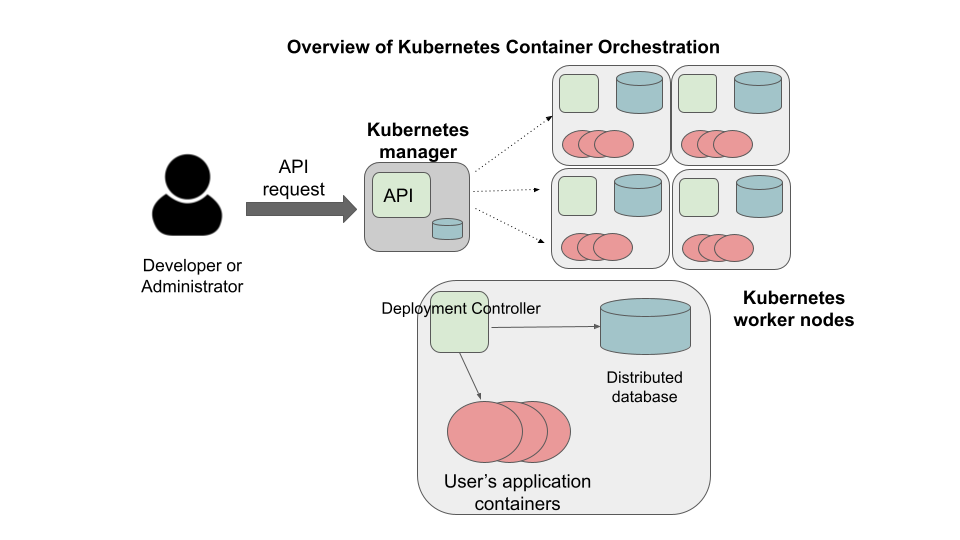 Overview of Kubernetes Container Orchestration
Kubernetes
manager
API
request
API
Developer or
Administrator
Kubernetes
worker nodes
Deployment Controller
Distributed
database
User’s application
containers